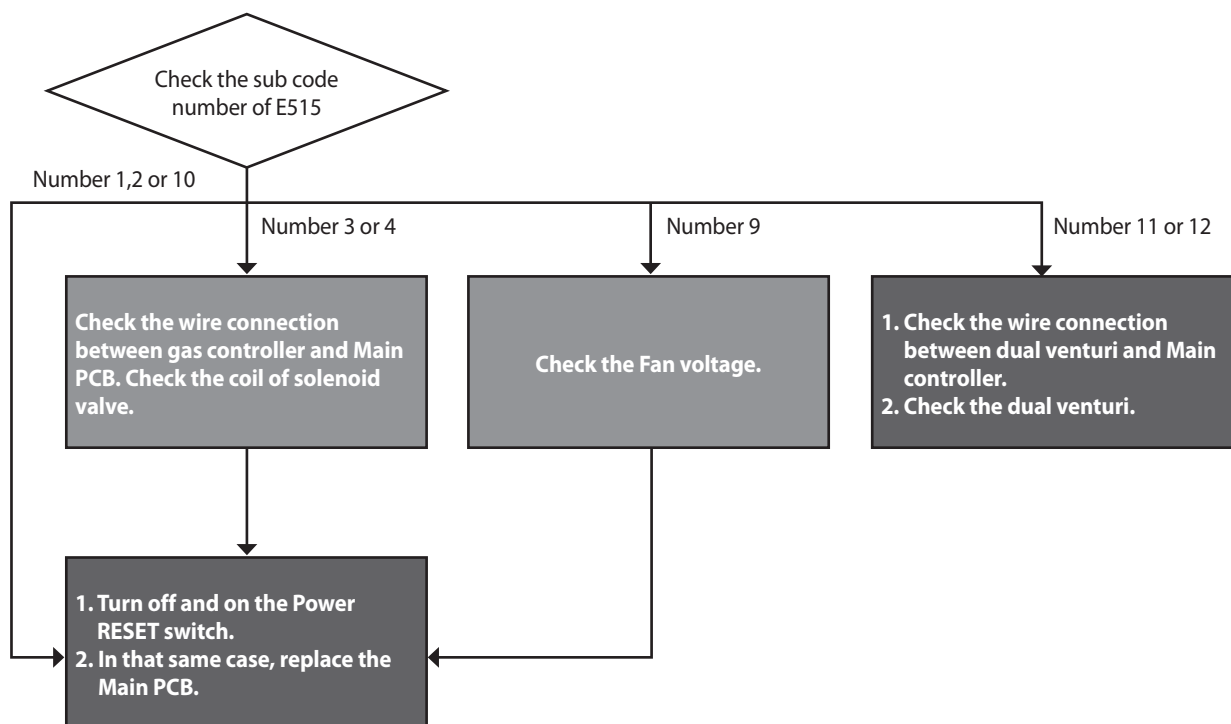 Check the sub code
number of E515
Number 1,2 or 10
Number 3 or 4
Number 9
Number 11 or 12
Check the wire connection
between gas controller and Main
PCB. Check the coil of solenoid
valve.
Check the Fan voltage.
1. Check the wire connection
between dual venturi and Main
controller.
2. Check the dual venturi.
1. Turn off and on the Power
RESET switch.
2. In that same case, replace the
Main PCB.